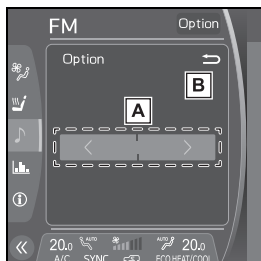 FM Option
Option
B
A
20.0 AUTO AUTO 20.0
A/C SYNC ECO HEAT/COOL